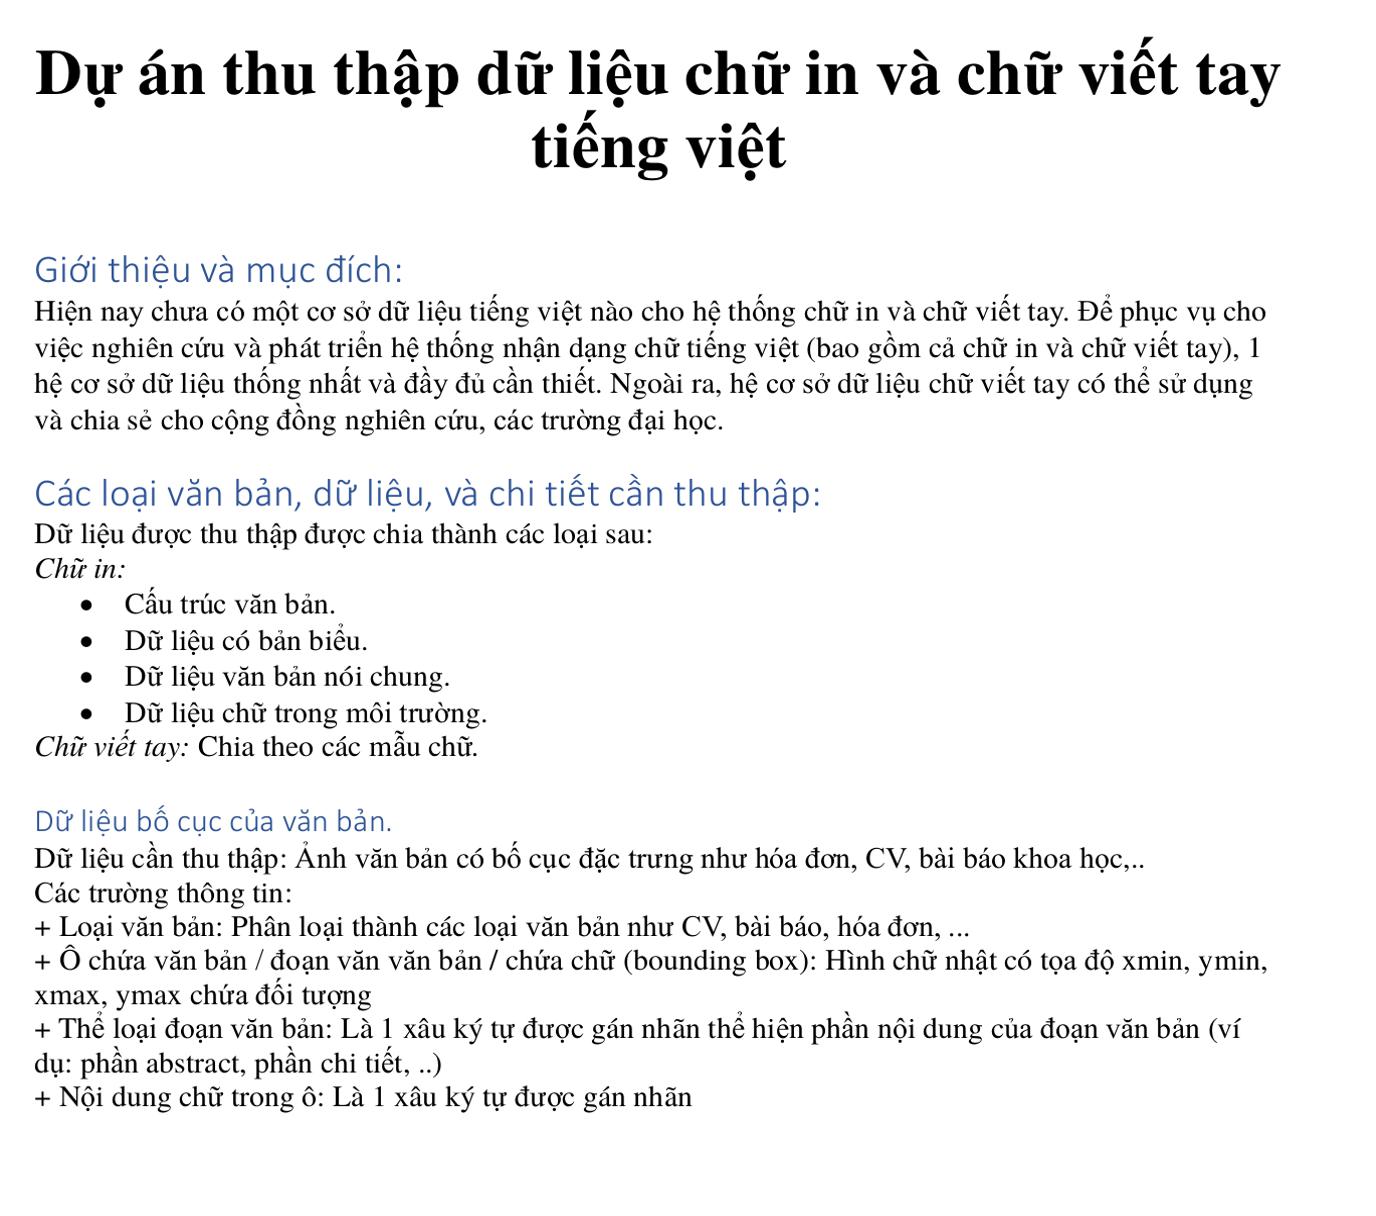 Dự án thu thập dữ liệu chữ in và chữ viết tay
tiếng việt
Giới thiệu và mục đích:
Hiện nay chưa có một cơ sở dữ liệu tiếng việt nào cho hệ thống chữ in và chữ viết tay. Để phục vụ cho
việc nghiên cứu và phát triển hệ thống nhận dạng chữ tiếng việt (bao gồm cả chữ in và chữ viết tay), 1
hệ cơ sở dữ liệu thống nhất và đầy đủ cần thiết. Ngoài ra, hệ cơ sở dữ liệu chữ viết tay có thể sử dụng
và chia sẻ cho cộng đồng nghiên cứu, các trường đại học.
Các loại văn bản, dữ liệu, và chi tiết cần thu thập:
Dữ liệu được thu thập được chia thành các loại sau:
Chữ in:
• Cấu trúc văn bản.
• Dữ liệu có bản biểu.
• Dữ liệu văn bản nói chung.
• Dữ liệu chữ trong môi trường.
Chữ viết tay: Chia theo các mẫu chữ.
Dữ liệu bố cục của văn bản.
Dữ liệu cần thu thập: Ảnh văn bản có bố cục đặc trưng như hóa đơn, CV, bài báo khoa học,..
Các trường thông tin:
+ Loại văn bản: Phân loại thành các loại văn bản như CV, bài báo, hóa đơn, ...
+ Ô chứa văn bản / đoạn văn văn bản / chứa chữ (bounding box): Hình chữ nhật có tọa độ xmin, ymin,
xmax, ymax chứa đối tượng
+ Thể loại đoạn văn bản: Là 1 xâu ký tự được gán nhãn thể hiện phần nội dung của đoạn văn bản (ví
dụ: phần abstract, phần chi tiết, ..)
+ Nội dung chữ trong ô: Là 1 xâu ký tự được gán nhãn